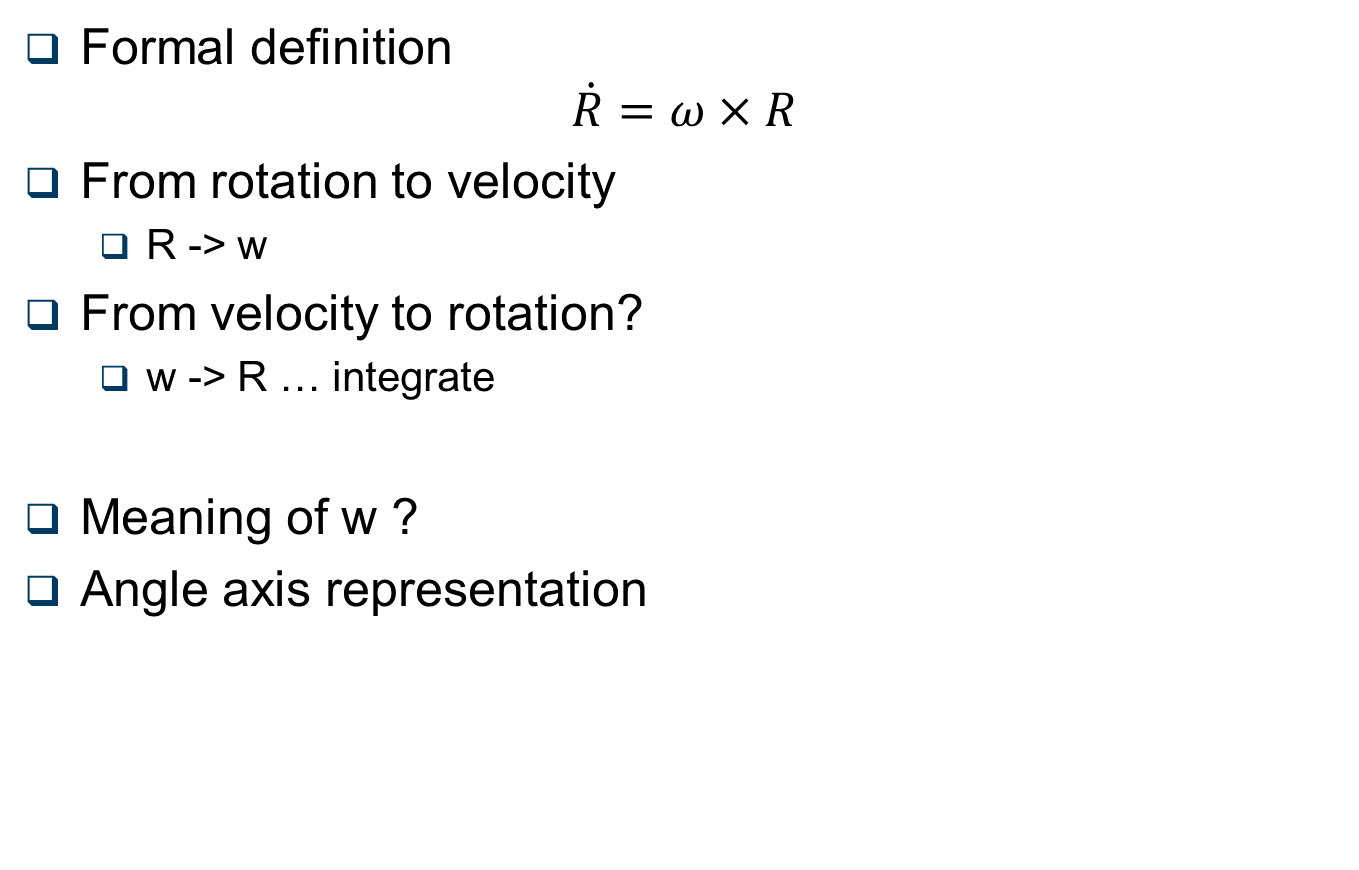 Formal definition
Ṙ = ω × R
From rotation to velocity
R -> w
From velocity to rotation?
w -> R … integrate
Meaning of w ?
Angle axis representation